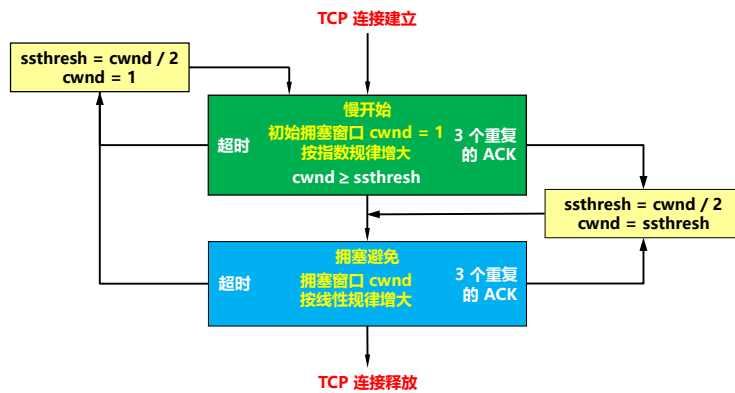 TCP 连接建立
ssthresh = cwnd / 2
cwnd = 1
慢开始
初始拥塞窗口 cwnd = 1
按指数规律增大
cwnd ≥ ssthresh
超时
3 个重复
的 ACK
ssthresh = cwnd / 2
cwnd = ssthresh
拥塞避免
拥塞窗口 cwnd
按线性规律增大
超时
3 个重复
的 ACK
TCP 连接释放